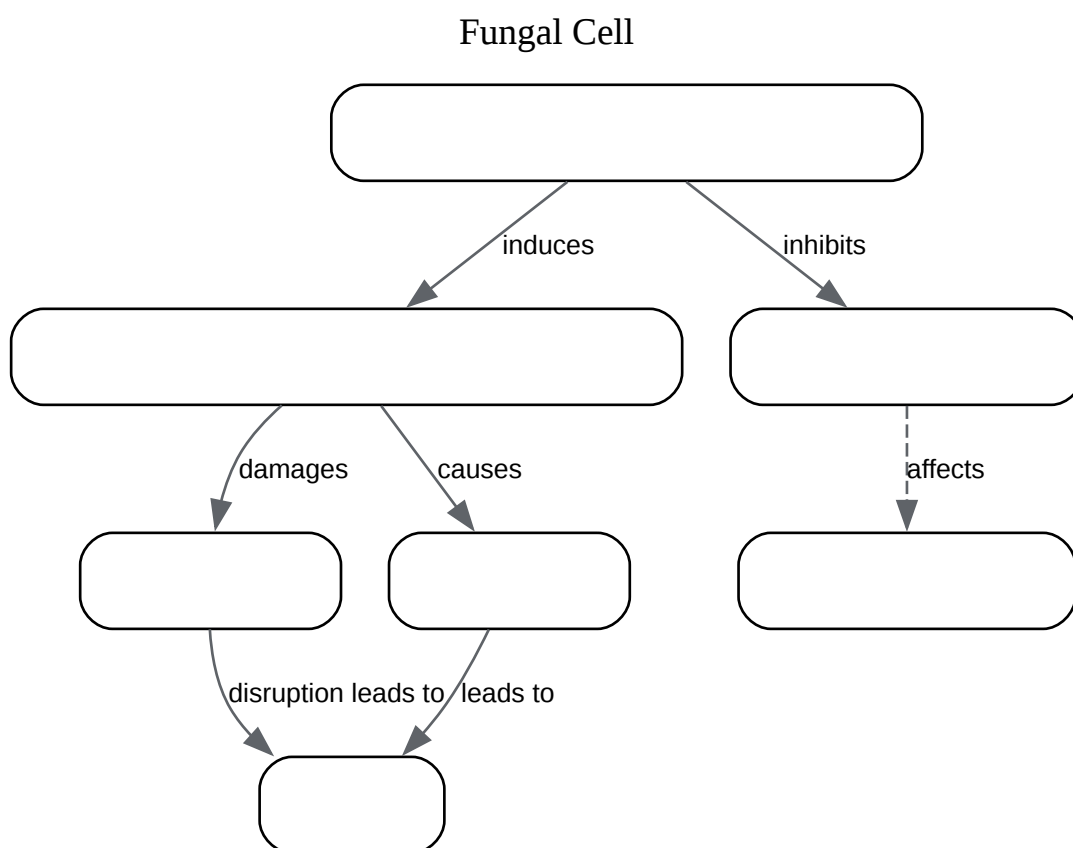 Fungal Cell
induces
inhibits
damages
causes
affects
disruption leads to
leads to